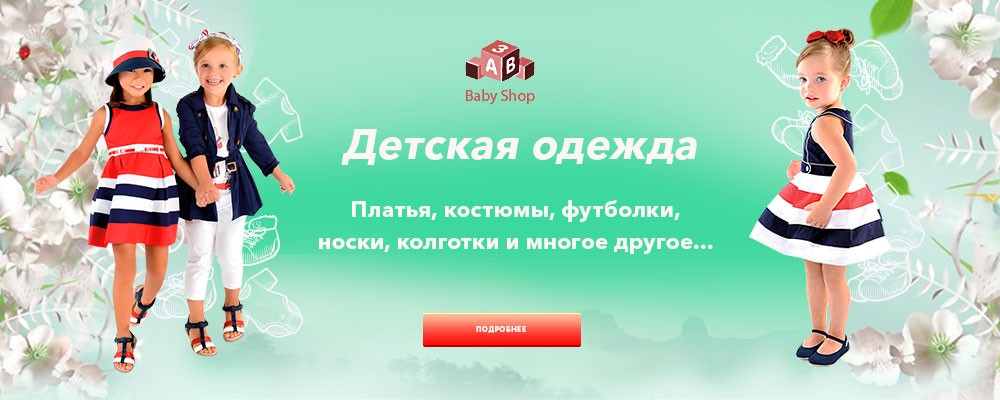 3
A B
Baby Shop
Детская одежда
Платья, костюмы, футболки,
носки, колготки и многое другое...
ПОДРОБНЕЕ